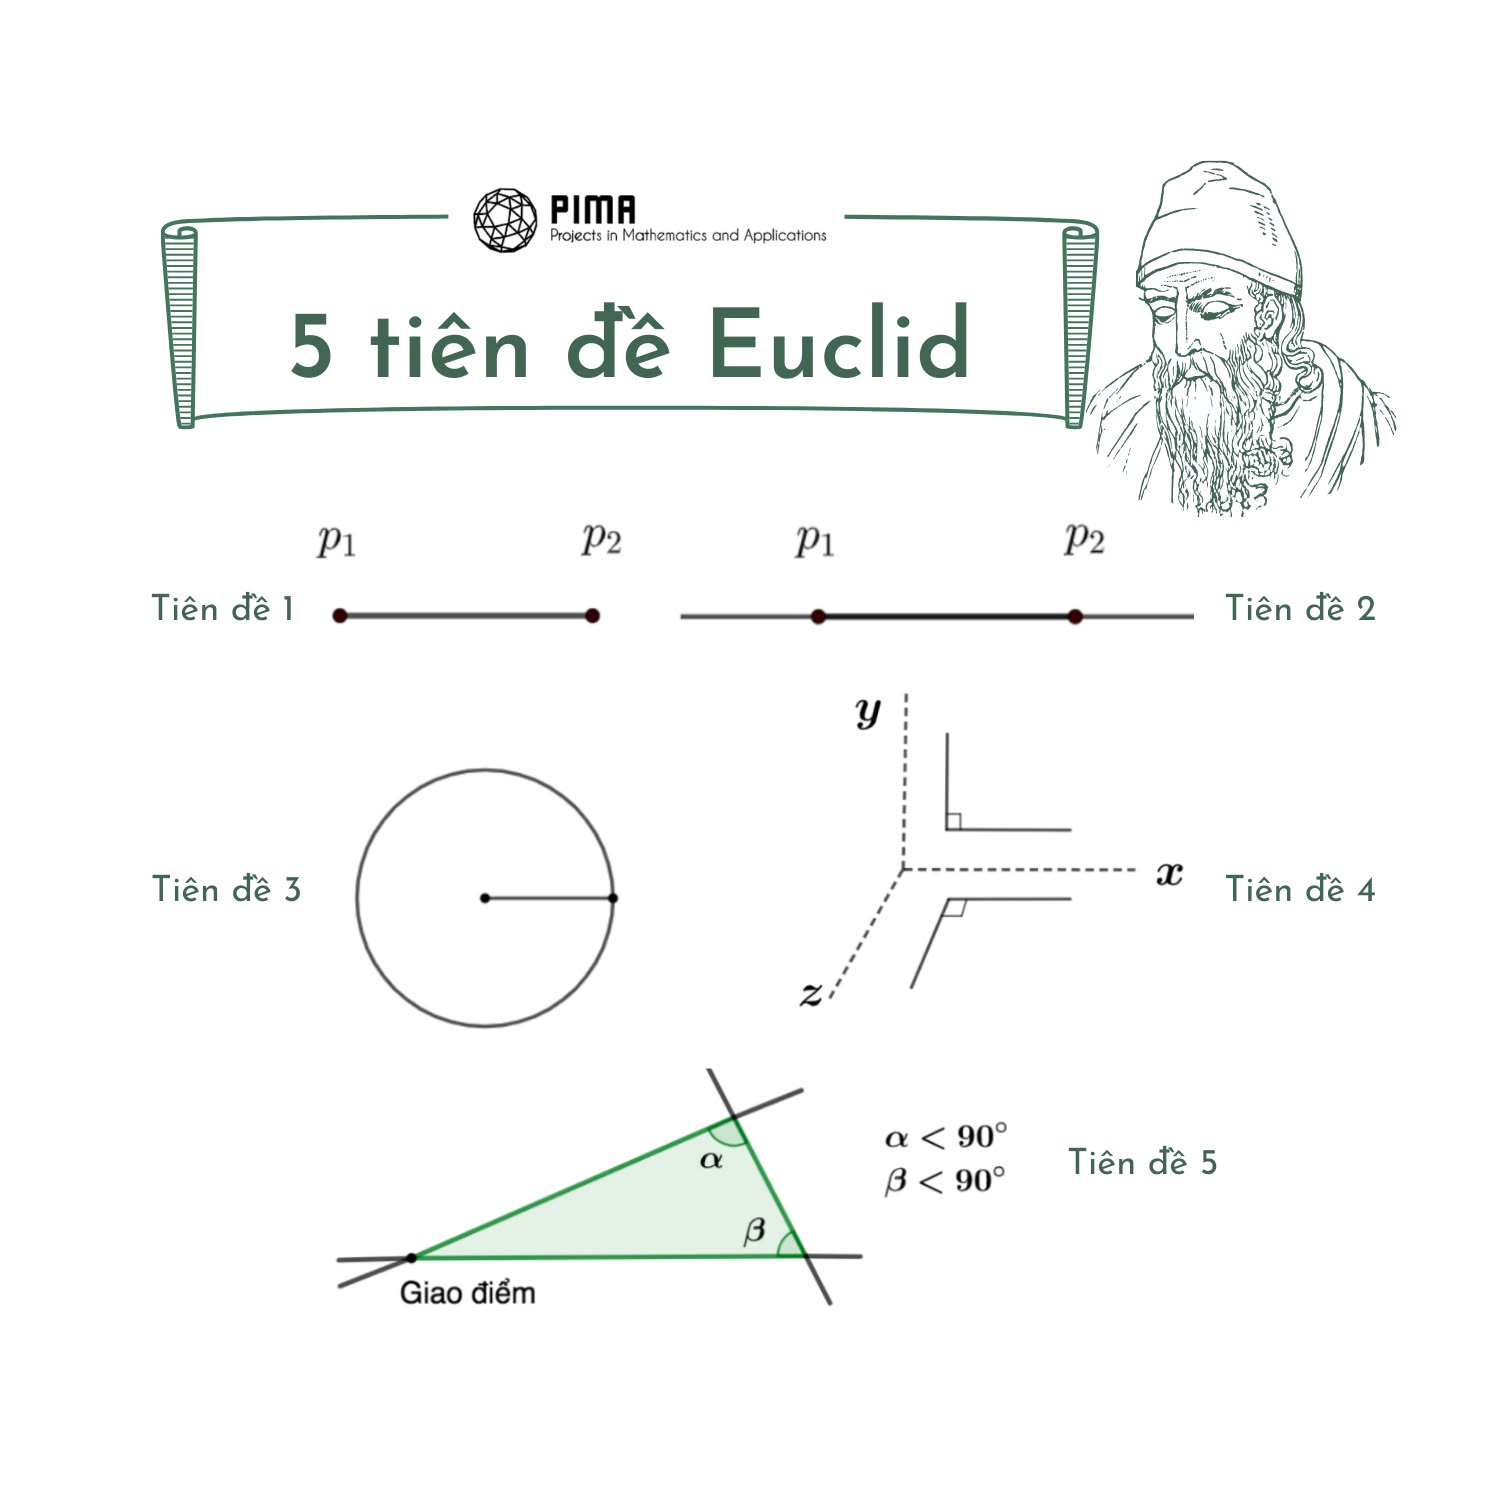 PIMA
Projects in Mathematics and Applications
5 tiên đề Euclid
p₁ p₂ p₁ p₂
Tiên đề 1
Tiên đề 2
y
x
z
Tiên đề 3
Tiên đề 4
α
β
α < 90°
β < 90°
Tiên đề 5
Giao điểm